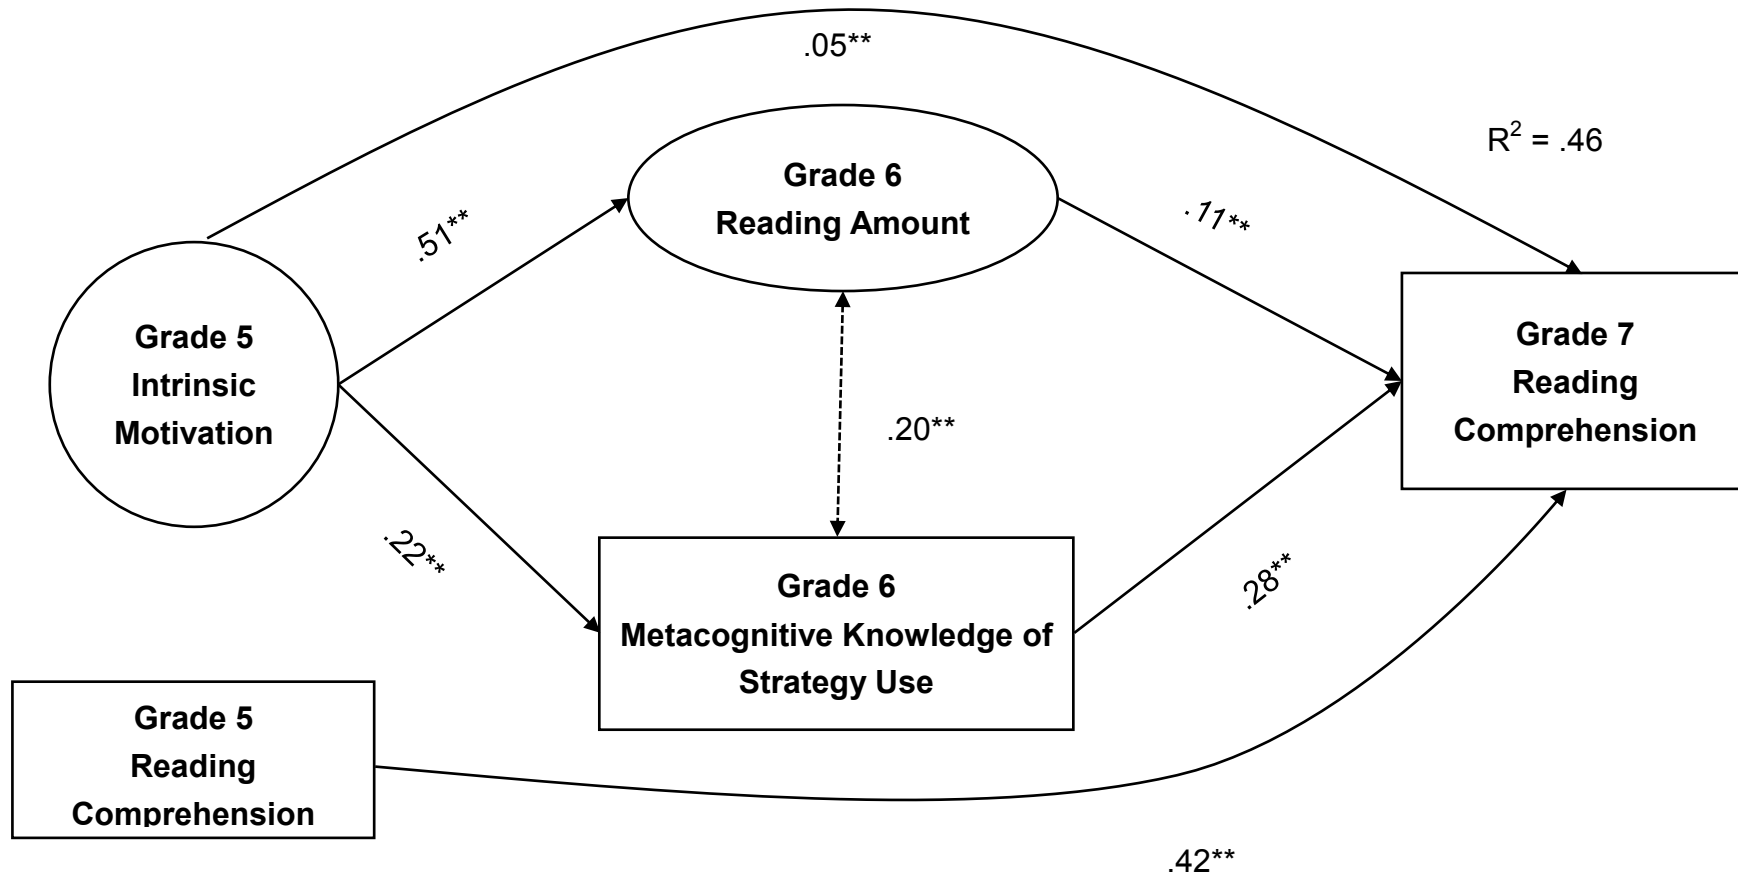 .05**
R² = .46
Grade 6
Reading Amount
.51**
.11**
Grade 5
Intrinsic
Motivation
Grade 7
Reading
Comprehension
.20**
.22**
.28**
Grade 6
Metacognitive Knowledge of
Strategy Use
Grade 5
Reading
Comprehension
.42**